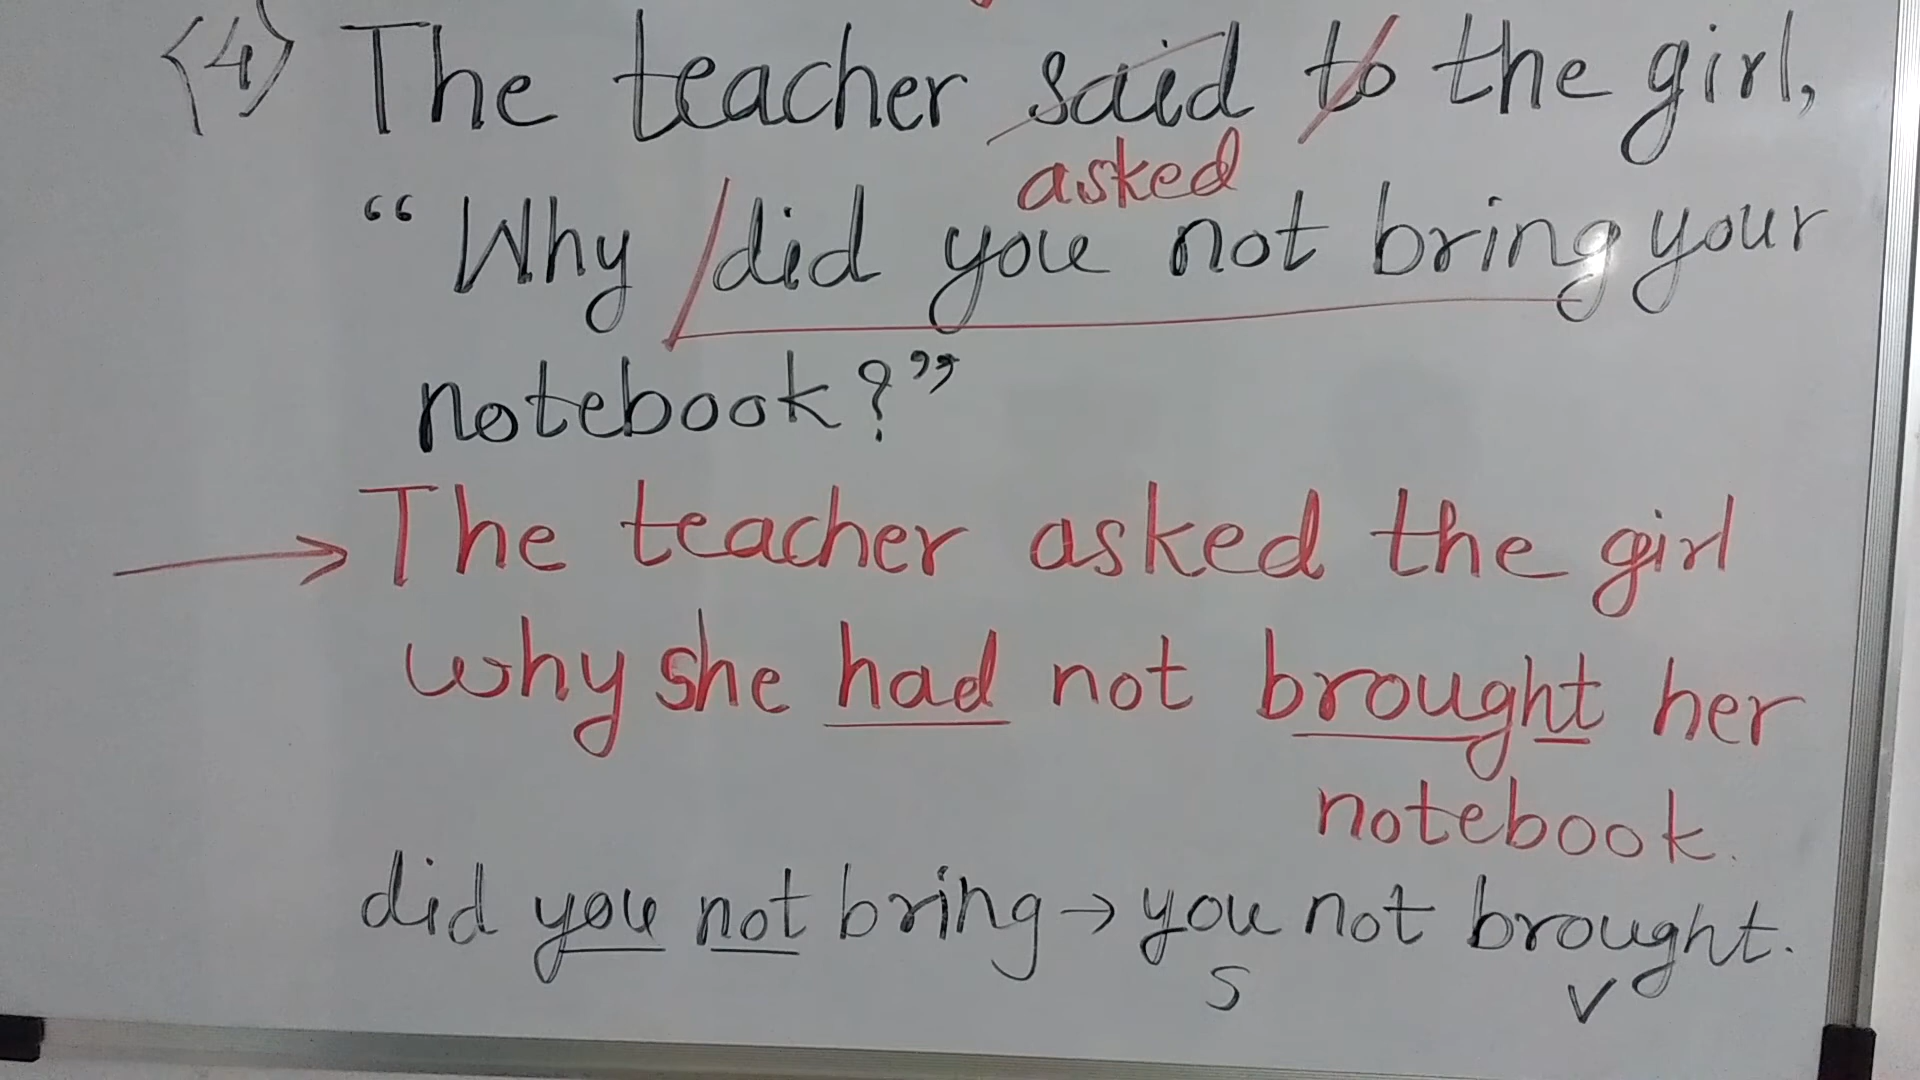 (4) The teacher said to the girl,
asked
“Why did you not bring your
notebook?”
→ The teacher asked the girl
why she had not brought her
notebook.
did you not bring → you not brought.
S V